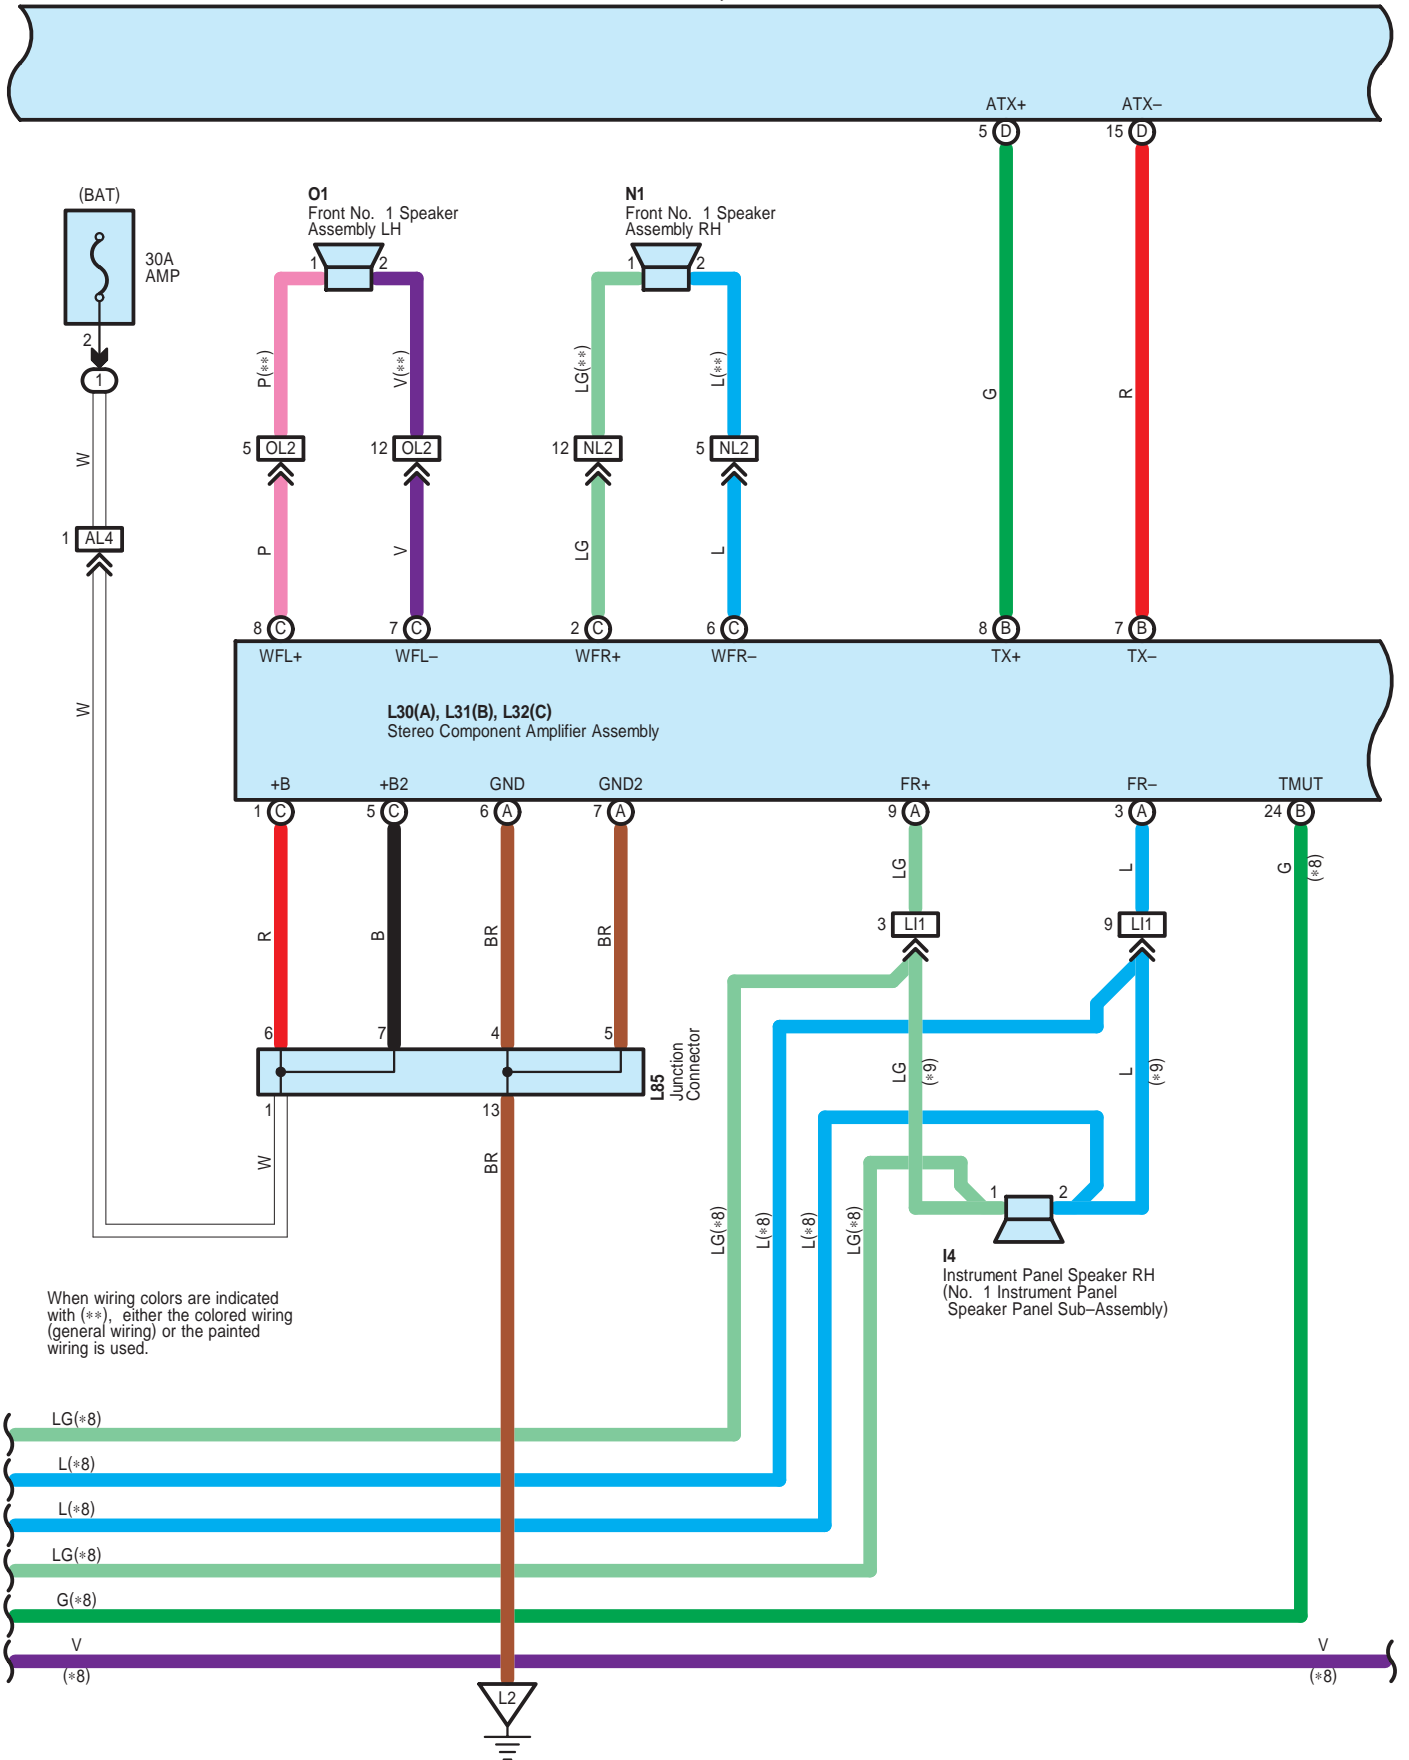 ATX+ ATX–
5 D 15 D
(BAT)
30A
AMP
2
1
O1
Front No. 1 Speaker
Assembly LH
1 2
N1
Front No. 1 Speaker
Assembly RH
1 2
P(**) V(**) LG(**) L(**) G R
W
5 OL2 12 OL2 12 NL2 5 NL2
1 AL4
P V LG L
8 C 7 C 2 C 6 C 8 B 7 B
WFL+ WFL– WFR+ WFR– TX+ TX–
W
L30(A), L31(B), L32(C)
Stereo Component Amplifier Assembly
+B +B2 GND GND2 FR+ FR– TMUT
1 C 5 C 6 A 7 A 9 A 3 A 24 B
LG L G (*8)
R B BR BR
3 LI1 9 LI1
6 7 4 5
L85
Junction
Connector
LG (*9) L (*9)
1 13
W BR
LG(*8) L(*8) L(*8) LG(*8)
1 2
I4
Instrument Panel Speaker RH
(No. 1 Instrument Panel
Speaker Panel Sub–Assembly)
When wiring colors are indicated
with (**), either the colored wiring
(general wiring) or the painted
wiring is used.
LG(*8)
L(*8)
L(*8)
LG(*8)
G(*8)
V V
(*8) (*8)
L2